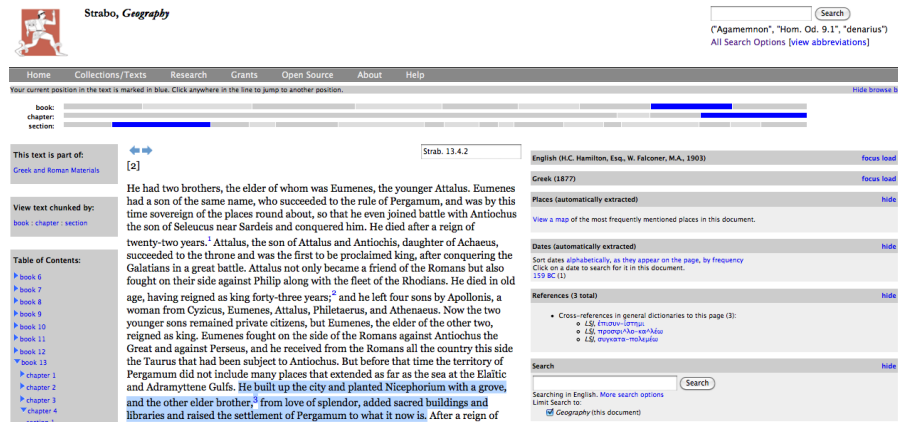 Strabo, Geography
Search
("Agamemnon", "Hom. Od. 9.1", "denarius")
All Search Options [view abbreviations]
Home Collections/Texts Research Grants Open Source About Help
Your current position in the text is marked in blue. Click anywhere in the line to jump to another position.
Hide browse b
book:
chapter:
section:
This text is part of:
Greek and Roman Materials
View text chunked by:
book : chapter : section
Table of Contents:
book 6
book 7
book 8
book 9
book 10
book 11
book 12
book 13
chapter 1
chapter 2
chapter 3
chapter 4
Strab. 13.4.2
[2]
He had two brothers, the elder of whom was Eumenes, the younger Attalus. Eumenes
had a son of the same name, who succeeded to the rule of Pergamum, and was by this
time sovereign of the places round about, so that he even joined battle with Antiochus
the son of Seleucus near Sardeis and conquered him. He died after a reign of
twenty-two years.1 Attalus, the son of Attalus and Antiochis, daughter of Achaeus,
succeeded to the throne and was the first to be proclaimed king, after conquering the
Galatians in a great battle. Attalus not only became a friend of the Romans but also
fought on their side against Philip along with the fleet of the Rhodians. He died in old
age, having reigned as king forty-three years;2 and he left four sons by Apollonis, a
woman from Cyzicus, Eumenes, Attalus, Philetaerus, and Athenaeus. Now the two
younger sons remained private citizens, but Eumenes, the elder of the other two,
reigned as king. Eumenes fought on the side of the Romans against Antiochus the
Great and against Perseus, and he received from the Romans all the country this side
the Taurus that had been subject to Antiochus. But before that time the territory of
Pergamum did not include many places that extended as far as the sea at the Elaïtic
and Adramyttene Gulfs. He built up the city and planted Nicephorium with a grove,
and the other elder brother,3 from love of splendor, added sacred buildings and
libraries and raised the settlement of Pergamum to what it now is. After a reign of
English (H.C. Hamilton, Esq., W. Falconer, M.A., 1903) focus load
Greek (1877) focus load
Places (automatically extracted) hide
View a map of the most frequently mentioned places in this document.
Dates (automatically extracted) hide
Sort dates alphabetically, as they appear on the page, by frequency
Click on a date to search for it in this document.
159 BC (1)
References (3 total) hide
Cross-references in general dictionaries to this page (3):
LSJ, ἐπισυν-ίστημι
LSJ, προσφι^λο-κα^λέω
LSJ, συγκατα-πολεμέω
Search hide
Search
Searching in English. More search options
Limit Search to:
Geography (this document)